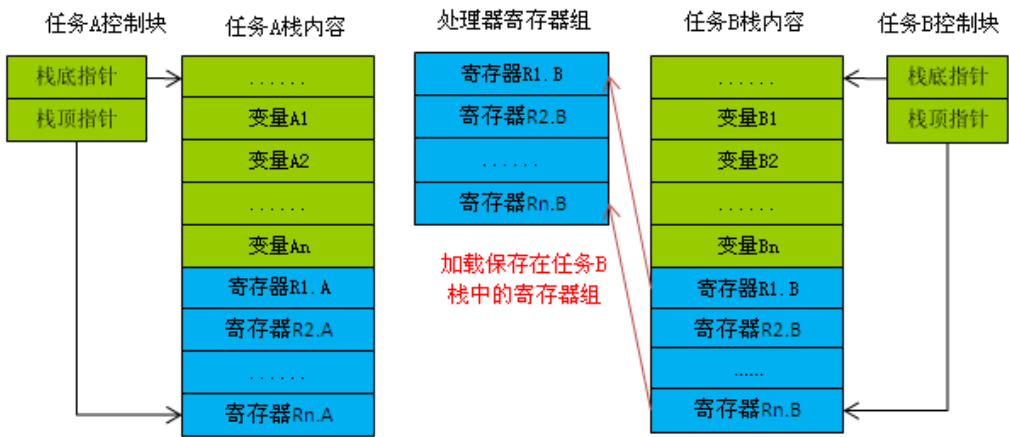 任务A控制块
栈底指针
栈顶指针
任务A栈内容
......
变量A1
变量A2
......
变量An
寄存器R1.A
寄存器R2.A
......
寄存器Rn.A
处理器寄存器组
寄存器R1.B
寄存器R2.B
......
寄存器Rn.B
加载保存在任务B
栈中的寄存器组
任务B栈内容
......
变量B1
变量B2
......
变量Bn
寄存器R1.B
寄存器R2.B
......
寄存器Rn.B
任务B控制块
栈底指针
栈顶指针